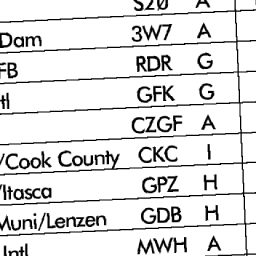 S20 A
Dam 3W7 A
FB RDR G
tl GFK G
CZGF A
/Cook County CKC I
/Itasca GPZ H
Muni/Lenzen GDB H
Intl MWH A